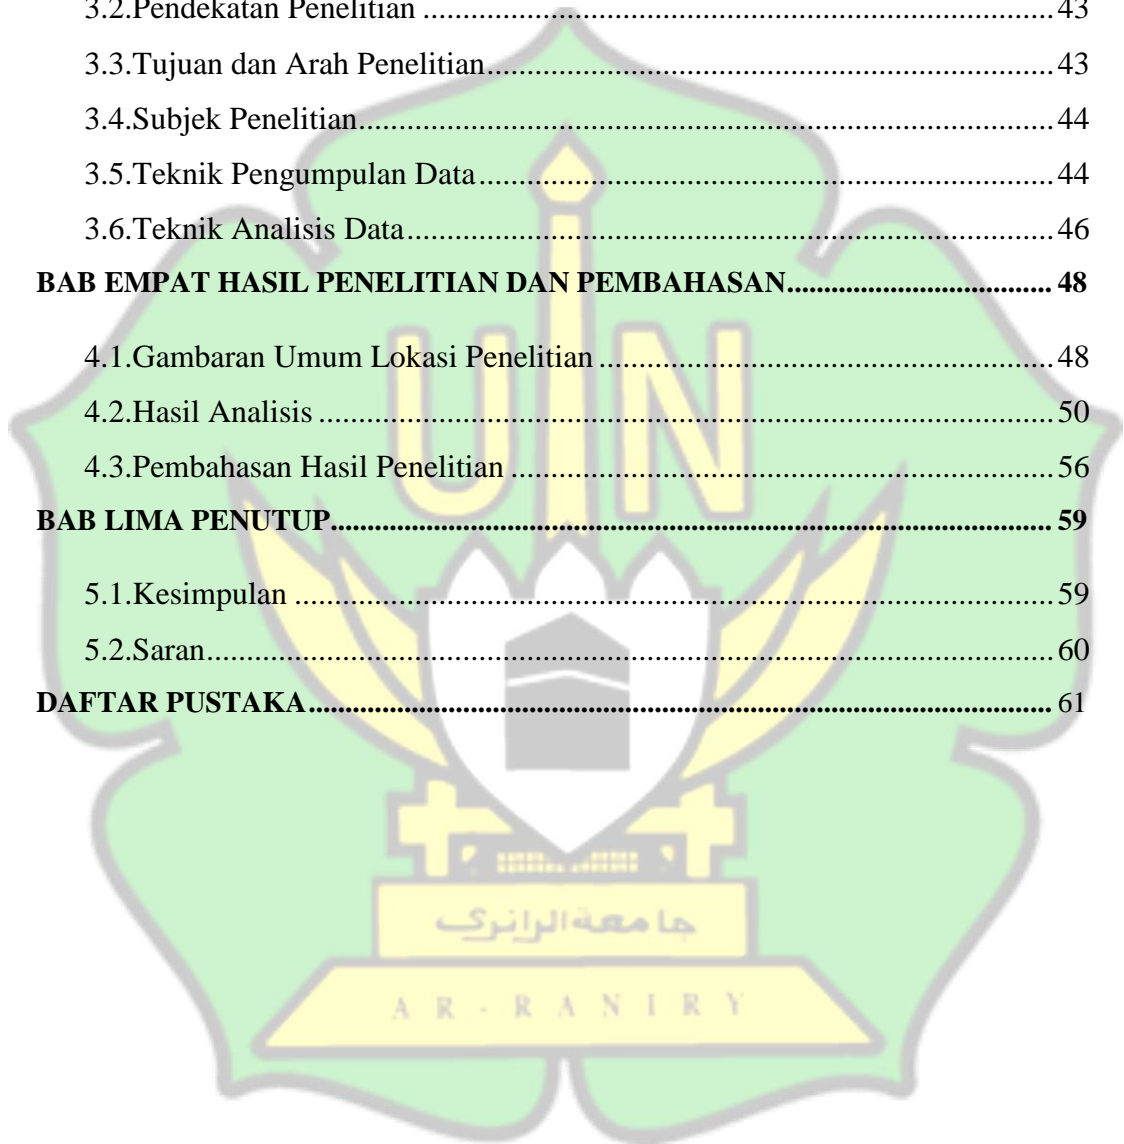 3.2.Pendekatan Penelitian ........ 43
3.3.Tujuan dan Arah Penelitian ........ 43
3.4.Subjek Penelitian ........ 44
3.5.Teknik Pengumpulan Data ........ 44
3.6.Teknik Analisis Data ........ 46
BAB EMPAT HASIL PENELITIAN DAN PEMBAHASAN ........ 48
UIN
4.1.Gambaran Umum Lokasi Penelitian ........ 48
4.2.Hasil Analisis ........ 50
4.3.Pembahasan Hasil Penelitian ........ 56
BAB LIMA PENUTUP ........ 59
5.1.Kesimpulan ........ 59
5.2.Saran ........ 60
DAFTAR PUSTAKA ........ 61
جامعةالرانرك
AR-RANIRY